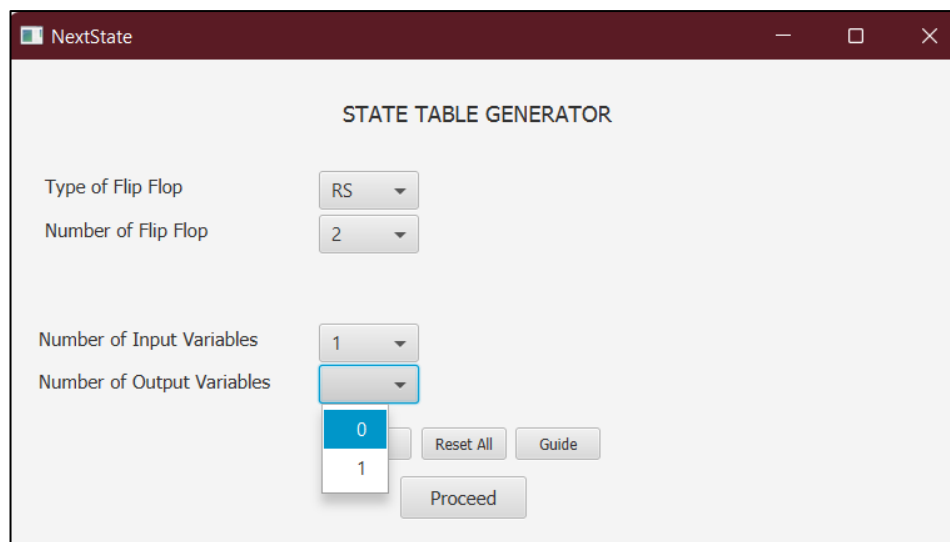 NextState
STATE TABLE GENERATOR
Type of Flip Flop RS
Number of Flip Flop 2
Number of Input Variables 1
Number of Output Variables
0
1
Reset All Guide
Proceed